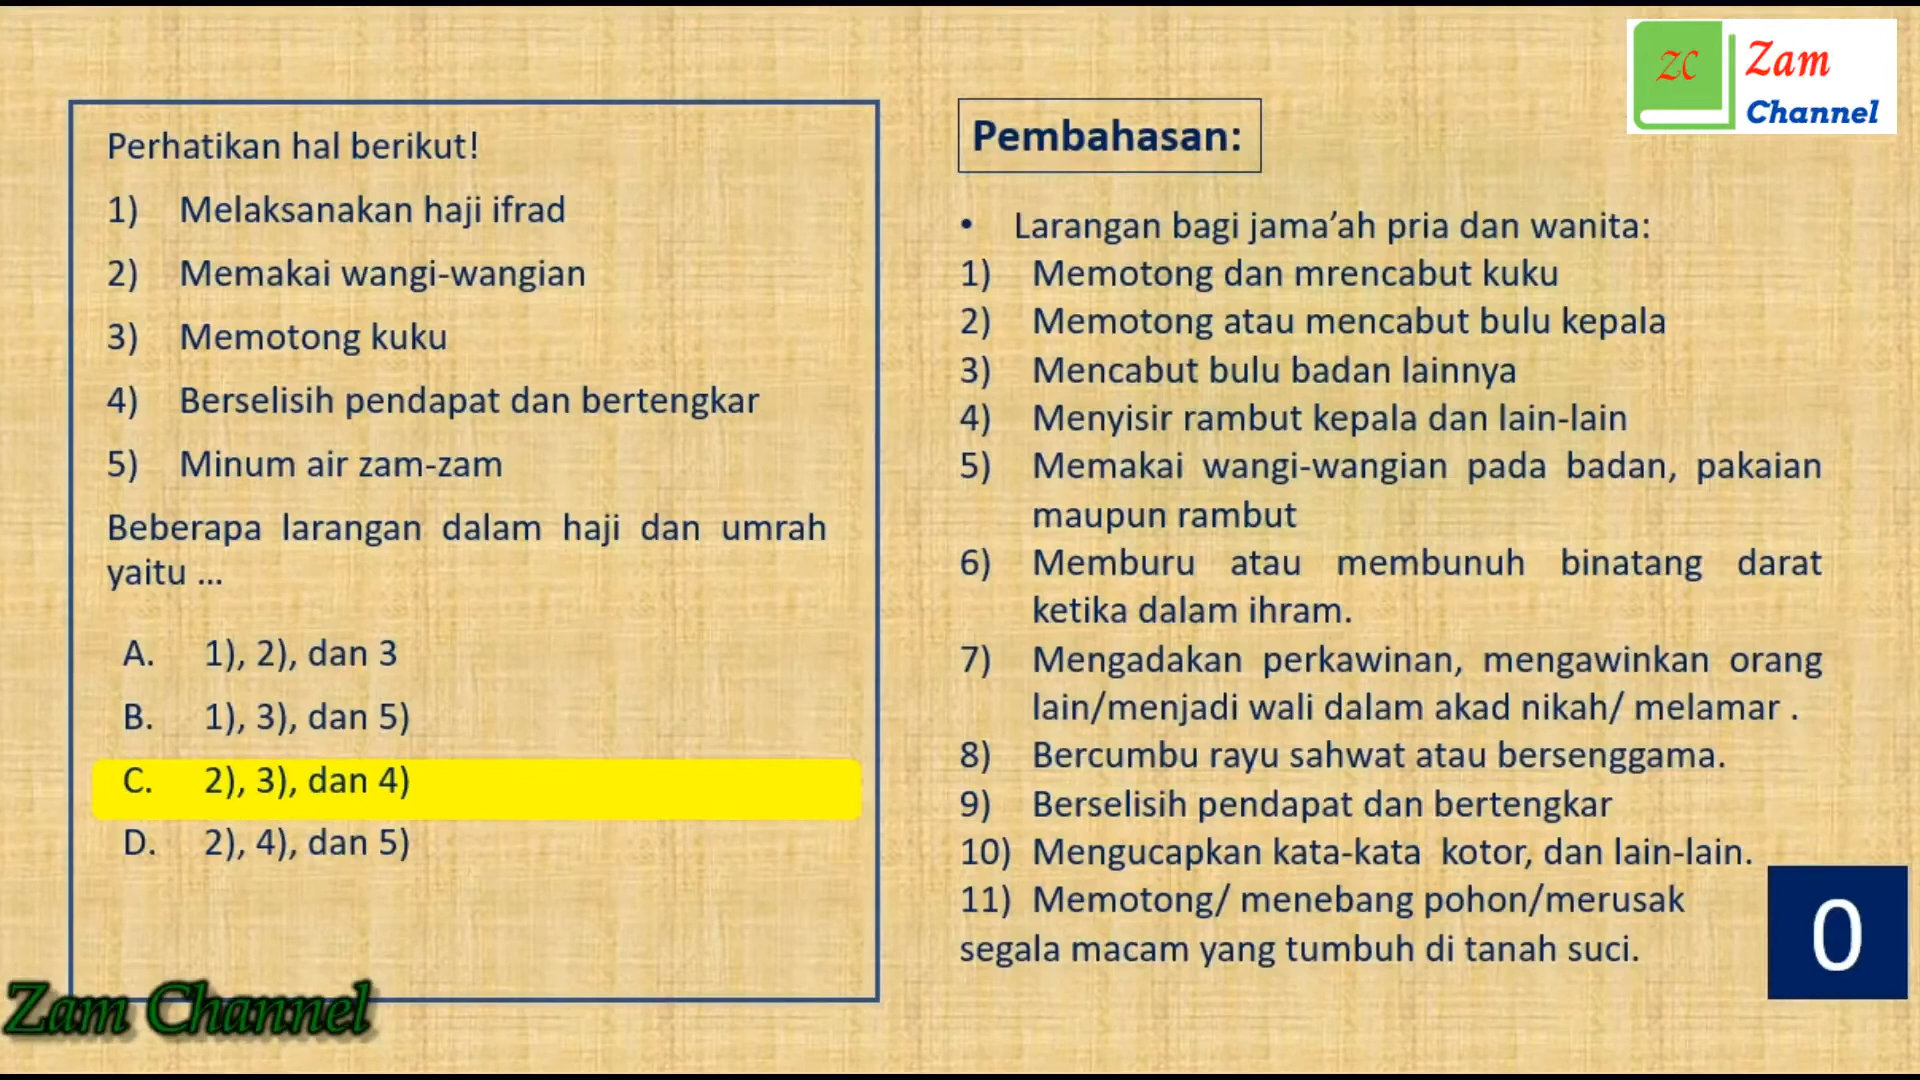 Perhatikan hal berikut!
1) Melaksanakan haji ifrad
2) Memakai wangi-wangian
3) Memotong kuku
4) Berselisih pendapat dan bertengkar
5) Minum air zam-zam
Beberapa larangan dalam haji dan umrah
yaitu ...
A. 1), 2), dan 3
B. 1), 3), dan 5)
C. 2), 3), dan 4)
D. 2), 4), dan 5)
Zam Channel
ZC Zam
Channel
Pembahasan:
• Larangan bagi jama’ah pria dan wanita:
1) Memotong dan mrencabut kuku
2) Memotong atau mencabut bulu kepala
3) Mencabut bulu badan lainnya
4) Menyisir rambut kepala dan lain-lain
5) Memakai wangi-wangian pada badan, pakaian
maupun rambut
6) Memburu atau membunuh binatang darat
ketika dalam ihram.
7) Mengadakan perkawinan, mengawinkan orang
lain/menjadi wali dalam akad nikah/ melamar .
8) Bercumbu rayu sahwat atau bersenggama.
9) Berselisih pendapat dan bertengkar
10) Mengucapkan kata-kata kotor, dan lain-lain.
11) Memotong/ menebang pohon/merusak
segala macam yang tumbuh di tanah suci.
0